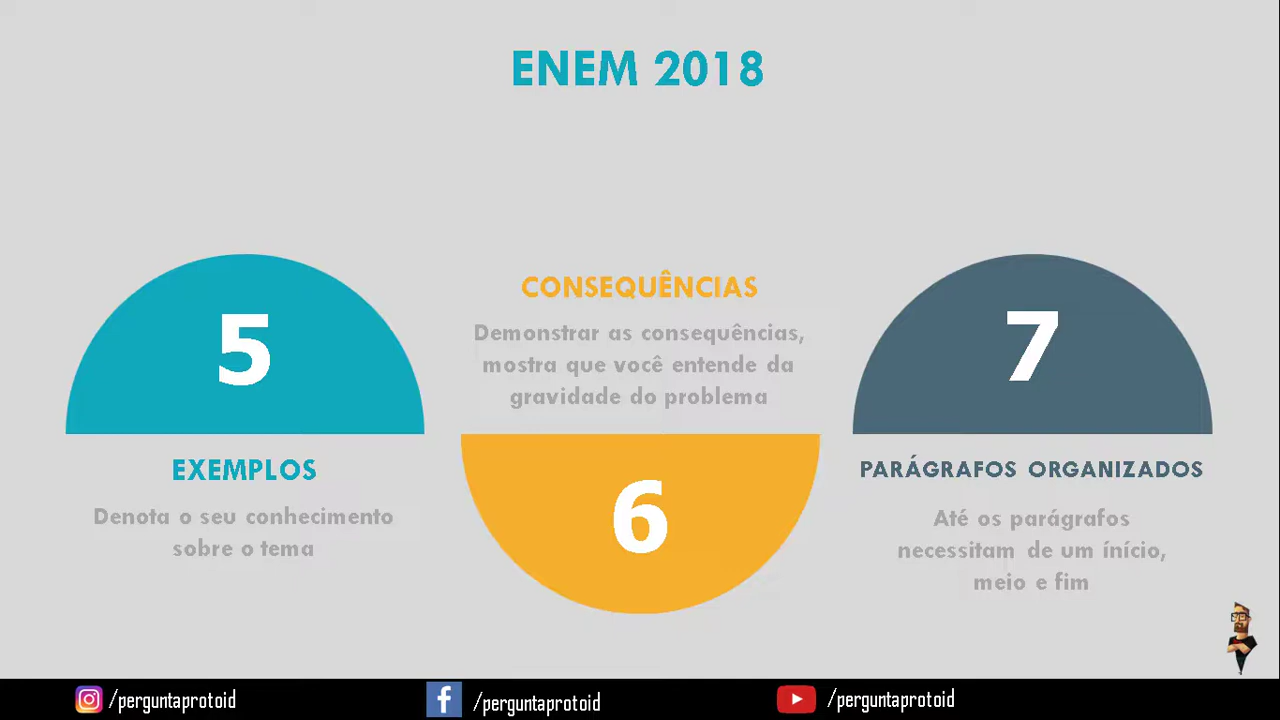 ENEM 2018
5
EXEMPLOS
Denota o seu conhecimento
sobre o tema
CONSEQUÊNCIAS
Demonstrar as consequências,
mostra que você entende da
gravidade do problema
6
7
PARÁGRAFOS ORGANIZADOS
Até os parágrafos
necessitam de um ínício,
meio e fim
/perguntaprotoid
/perguntaprotoid
/perguntaprotoid